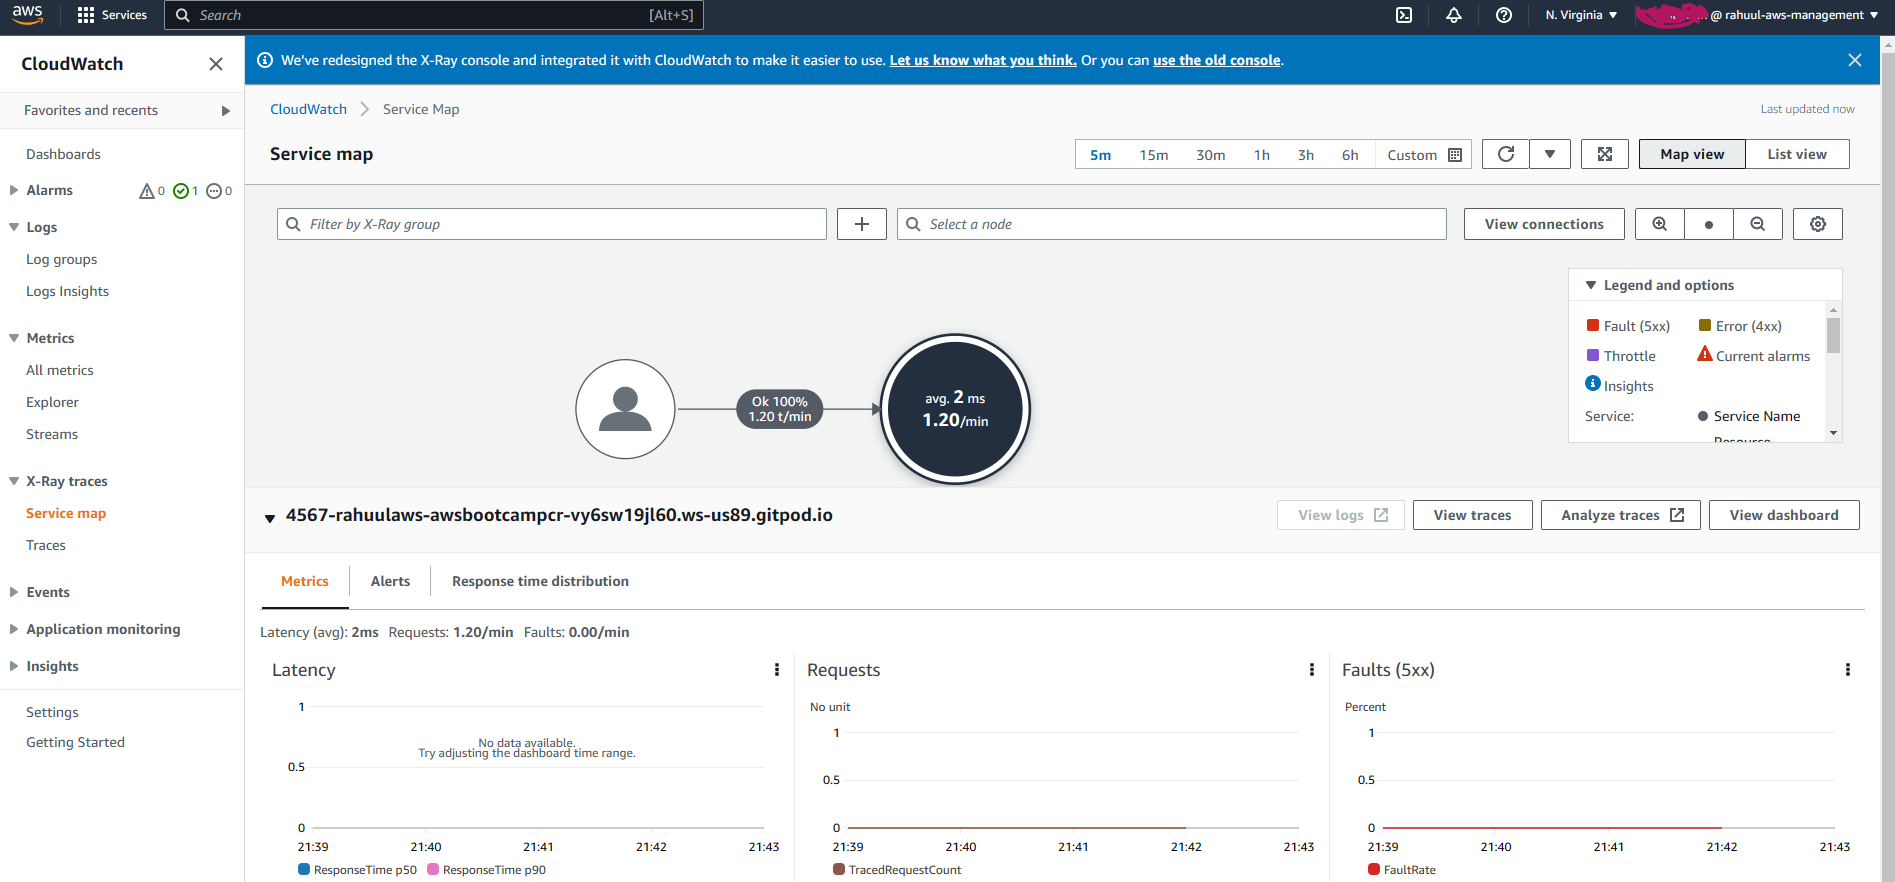 aws Services Search [Alt+S] N. Virginia @ rahuul-aws-management
CloudWatch
Favorites and recents
Dashboards
Alarms 0 1 0
Logs
Log groups
Logs Insights
Metrics
All metrics
Explorer
Streams
X-Ray traces
Service map
Traces
Events
Application monitoring
Insights
Settings
Getting Started
We've redesigned the X-Ray console and integrated it with CloudWatch to make it easier to use. Let us know what you think. Or you can use the old console.
CloudWatch Service Map Last updated now
Service map 5m 15m 30m 1h 3h 6h Custom Map view List view
Filter by X-Ray group Select a node View connections
Legend and options
Fault (5xx) Error (4xx)
Throttle Current alarms
Insights
Service: Service Name
Resource
Ok 100%
1.20 t/min
avg. 2 ms
1.20/min
4567-rahuulaws-awsbootcampcr-vy6sw19jl60.ws-us89.gitpod.io View logs View traces Analyze traces View dashboard
Metrics Alerts Response time distribution
Latency (avg): 2ms Requests: 1.20/min Faults: 0.00/min
Latency
1
No data available.
Try adjusting the dashboard time range.
0.5
0
21:39 21:40 21:41 21:42 21:43
ResponseTime p50 ResponseTime p90
Requests
No unit
1
0.5
0
21:39 21:40 21:41 21:42 21:43
TracedRequestCount
Faults (5xx)
Percent
1
0.5
0
21:39 21:40 21:41 21:42 21:43
FaultRate